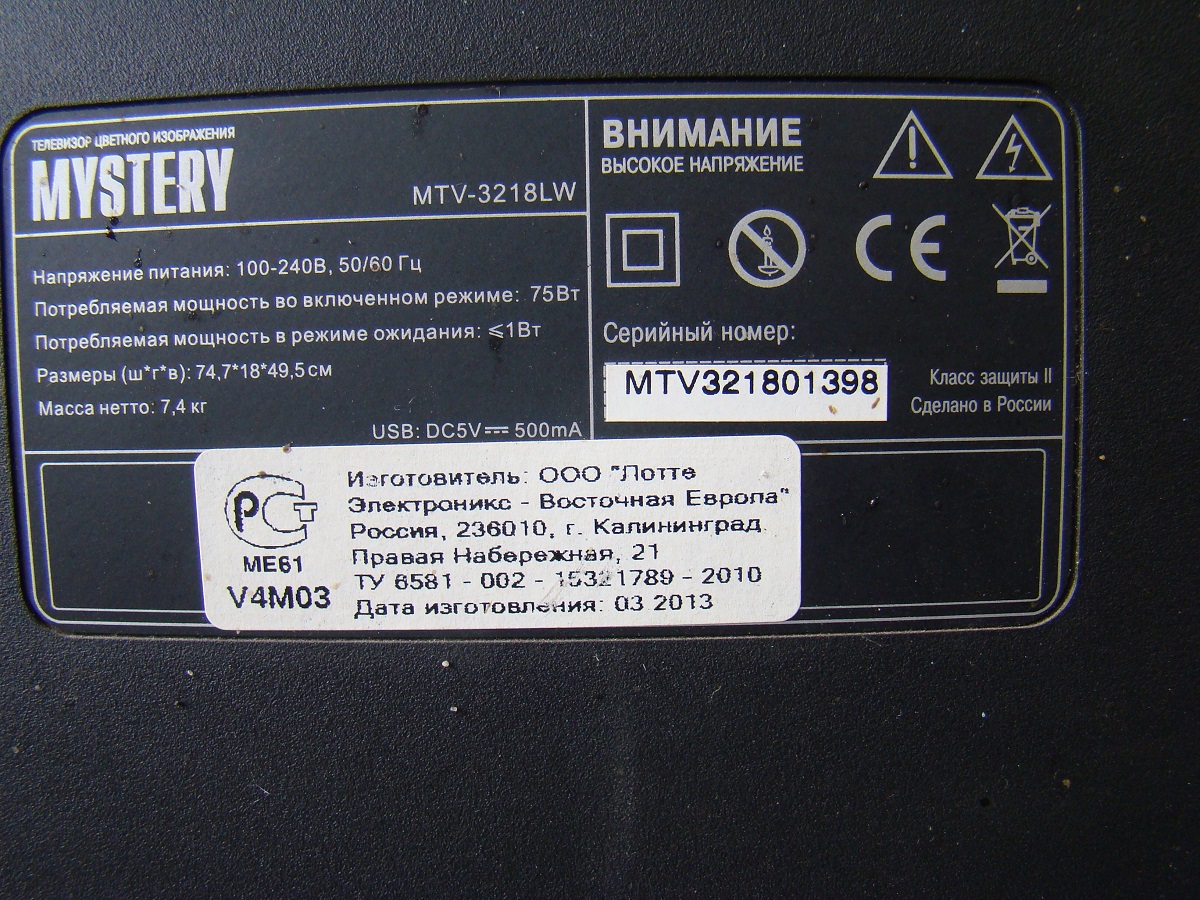 ТЕЛЕВИЗОР ЦВЕТНОГО ИЗОБРАЖЕНИЯ
MYSTERY
MTV-3218LW
Напряжение питания: 100-240В, 50/60 Гц
Потребляемая мощность во включенном режиме: 75Вт
Потребляемая мощность в режиме ожидания: ⩽1Вт
Размеры (ш*г*в): 74,7*18*49,5см
Масса нетто: 7,4 кг
USB: DC5V⎓500mA
ВНИМАНИЕ
ВЫСОКОЕ НАПРЯЖЕНИЕ
CE
Серийный номер:
MTV321801398
Класс защиты II
Сделано в России
РСТ
ME61
V4M03
Изготовитель: ООО "Лотте
Электроникс - Восточная Европа"
Россия, 236010, г. Калининград
Правая Набережная, 21
ТУ 6581 - 002 - 15321789 - 2010
Дата изготовления: 03 2013